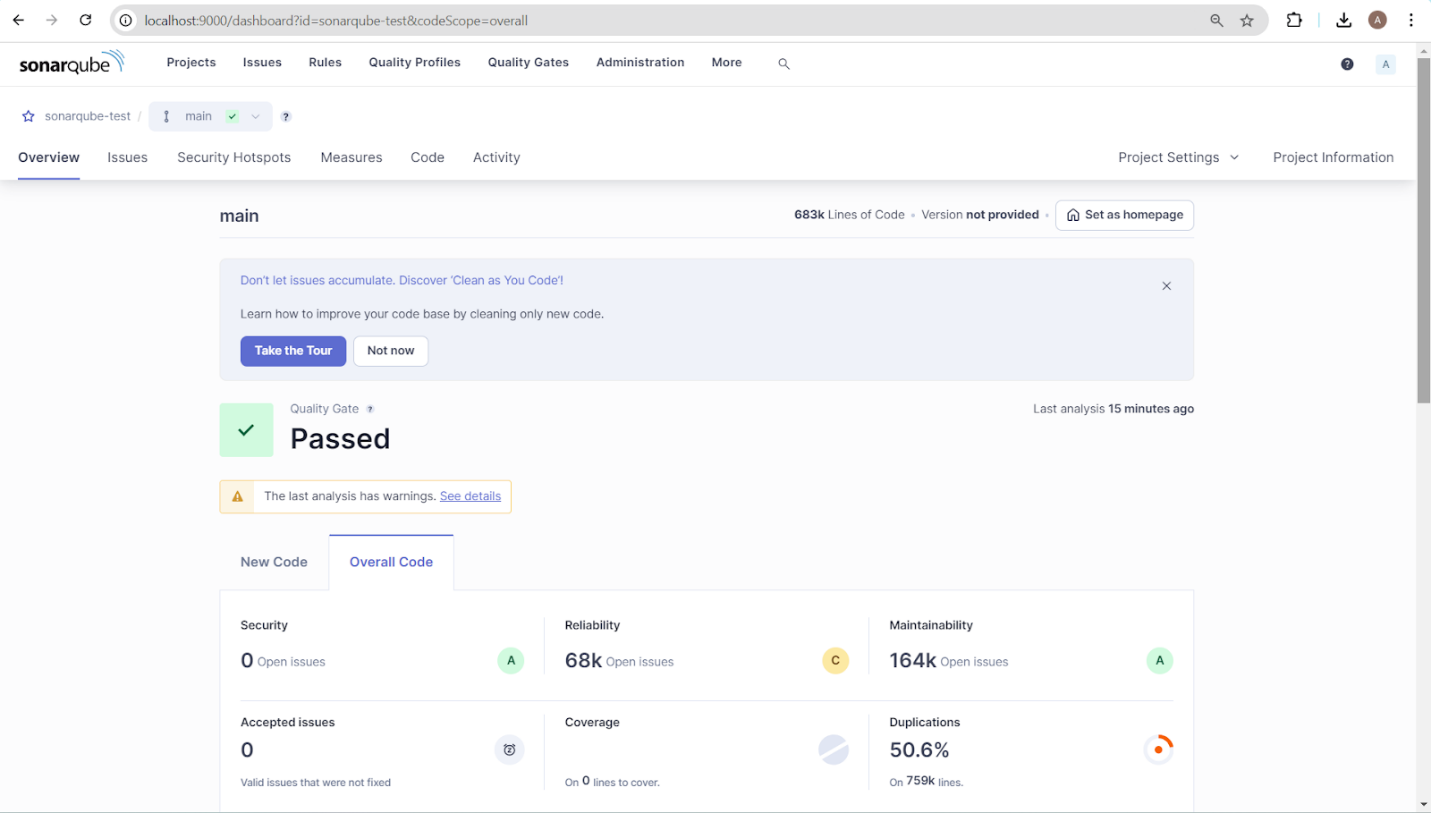 localhost:9000/dashboard?id=sonarqube-test&codeScope=overall
A
sonarqube
Projects Issues Rules Quality Profiles Quality Gates Administration More
? A
sonarqube-test / main ?
Overview Issues Security Hotspots Measures Code Activity Project Settings Project Information
main 683k Lines of Code • Version not provided • Set as homepage
Don't let issues accumulate. Discover 'Clean as You Code'!
Learn how to improve your code base by cleaning only new code.
Take the Tour Not now
Quality Gate ? Last analysis 15 minutes ago
Passed
The last analysis has warnings. See details
New Code Overall Code
Security Reliability Maintainability
0 Open issues A 68k Open issues C 164k Open issues A
Accepted issues Coverage Duplications
0 50.6%
Valid issues that were not fixed On 0 lines to cover. On 759k lines.